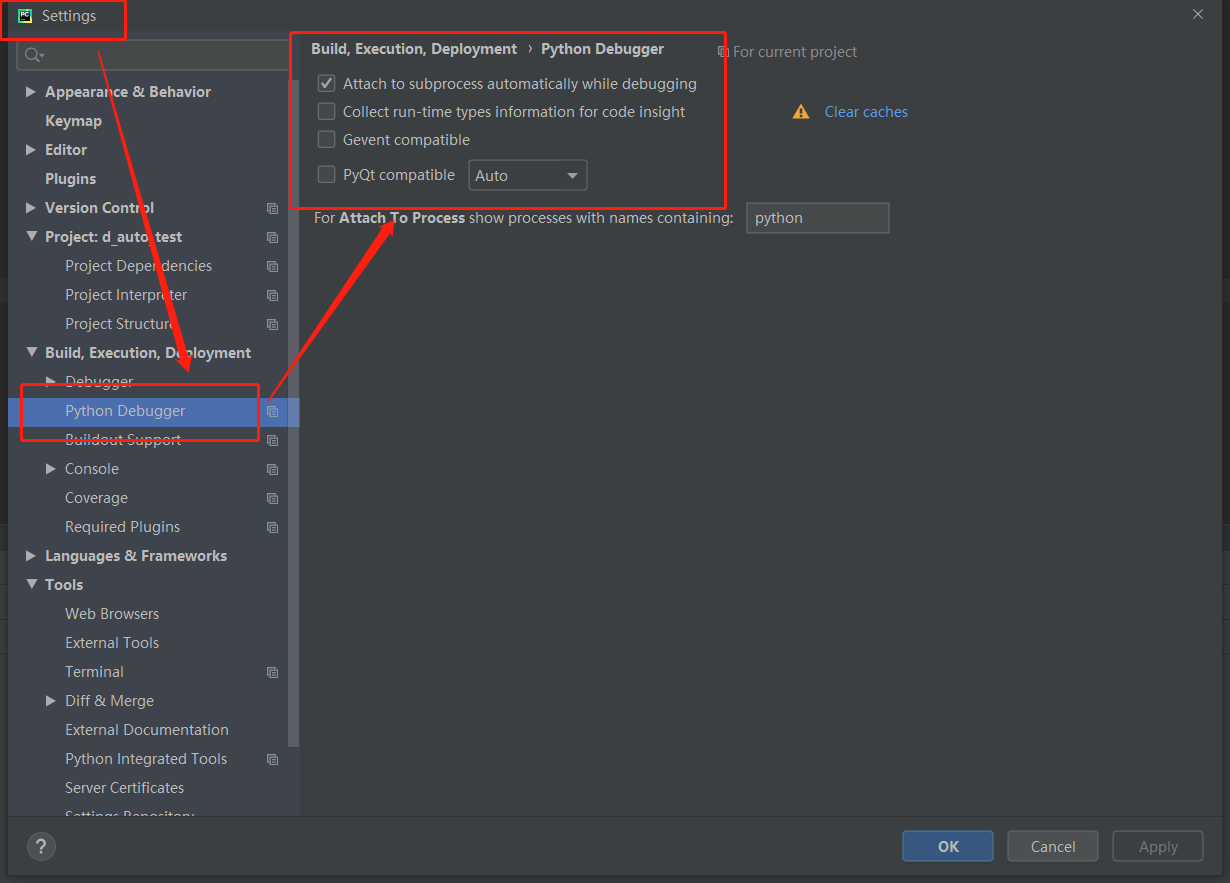 PC
Settings
Appearance & Behavior
Keymap
Editor
Plugins
Version Control
Project: d_auto_test
Project Dependencies
Project Interpreter
Project Structure
Build, Execution, Deployment
Debugger
Python Debugger
Buildout Support
Console
Coverage
Required Plugins
Languages & Frameworks
Tools
Web Browsers
External Tools
Terminal
Diff & Merge
External Documentation
Python Integrated Tools
Server Certificates
Settings Repository
Build, Execution, Deployment › Python Debugger
For current project
Attach to subprocess automatically while debugging
Collect run-time types information for code insight
Clear caches
Gevent compatible
PyQt compatible Auto
For Attach To Process show processes with names containing: python
?
OK
Cancel
Apply